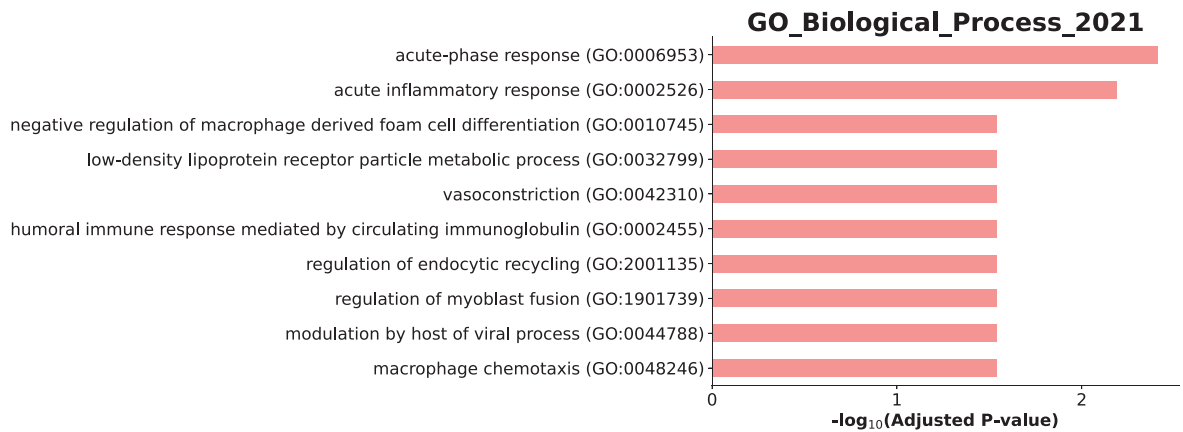 GO_Biological_Process_2021
acute-phase response (GO:0006953)
acute inflammatory response (GO:0002526)
negative regulation of macrophage derived foam cell differentiation (GO:0010745)
low-density lipoprotein receptor particle metabolic process (GO:0032799)
vasoconstriction (GO:0042310)
humoral immune response mediated by circulating immunoglobulin (GO:0002455)
regulation of endocytic recycling (GO:2001135)
regulation of myoblast fusion (GO:1901739)
modulation by host of viral process (GO:0044788)
macrophage chemotaxis (GO:0048246)
0 1 2
-log₁₀(Adjusted P-value)